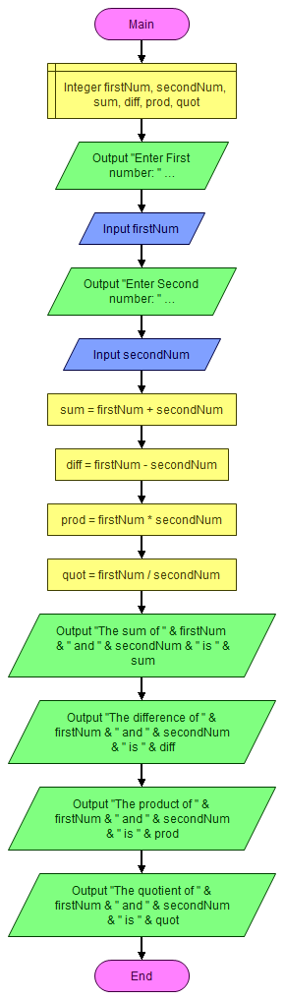 Main
Integer firstNum, secondNum,
sum, diff, prod, quot
Output "Enter First
number: " ...
Input firstNum
Output "Enter Second
number: " ...
Input secondNum
sum = firstNum + secondNum
diff = firstNum - secondNum
prod = firstNum * secondNum
quot = firstNum / secondNum
Output "The sum of " & firstNum
& " and " & secondNum & " is " &
sum
Output "The difference of " &
firstNum & " and " & secondNum
& " is " & diff
Output "The product of " &
firstNum & " and " & secondNum
& " is " & prod
Output "The quotient of " &
firstNum & " and " & secondNum
& " is " & quot
End